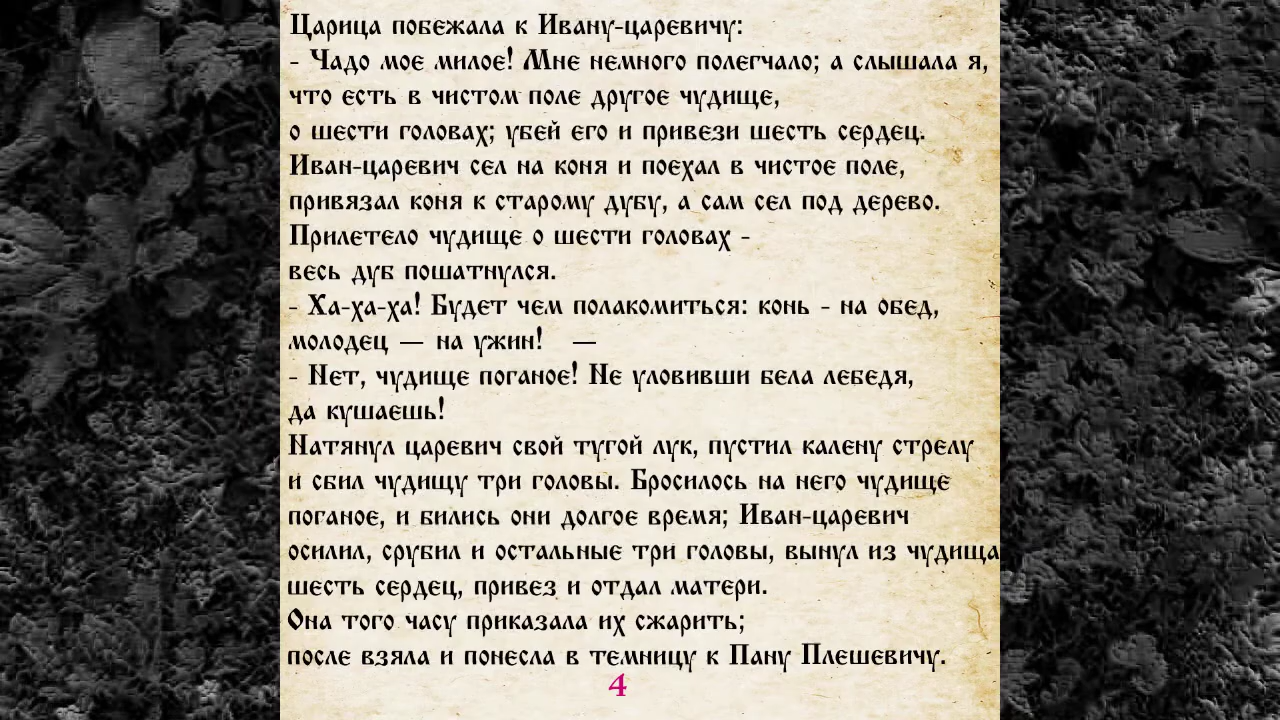 Царица побежала к Ивану-царевичу:
- Чадо мое милое! Мне немного полегчало; а слышала я,
что есть в чистом поле другое чудище,
о шести головах; убей его и привези шесть сердец.
Иван-царевич сел на коня и поехал в чистое поле,
привязал коня к старому дубу, а сам сел под дерево.
Прилетело чудище о шести головах -
весь дуб пошатнулся.
- Ха-ха-ха! Будет чем полакомиться: конь - на обед,
молодец — на ужин! —
- Нет, чудище поганое! Не уловивши бела лебедя,
да кушаешь!
Натянул царевич свой тугой лук, пустил калену стрелу
и сбил чудищу три головы. Бросилось на него чудище
поганое, и бились они долгое время; Иван-царевич
осилил, срубил и остальные три головы, вынул из чудища
шесть сердец, привез и отдал матери.
Она того часу приказала их сжарить;
после взяла и понесла в темницу к Пану Плешевичу.
4